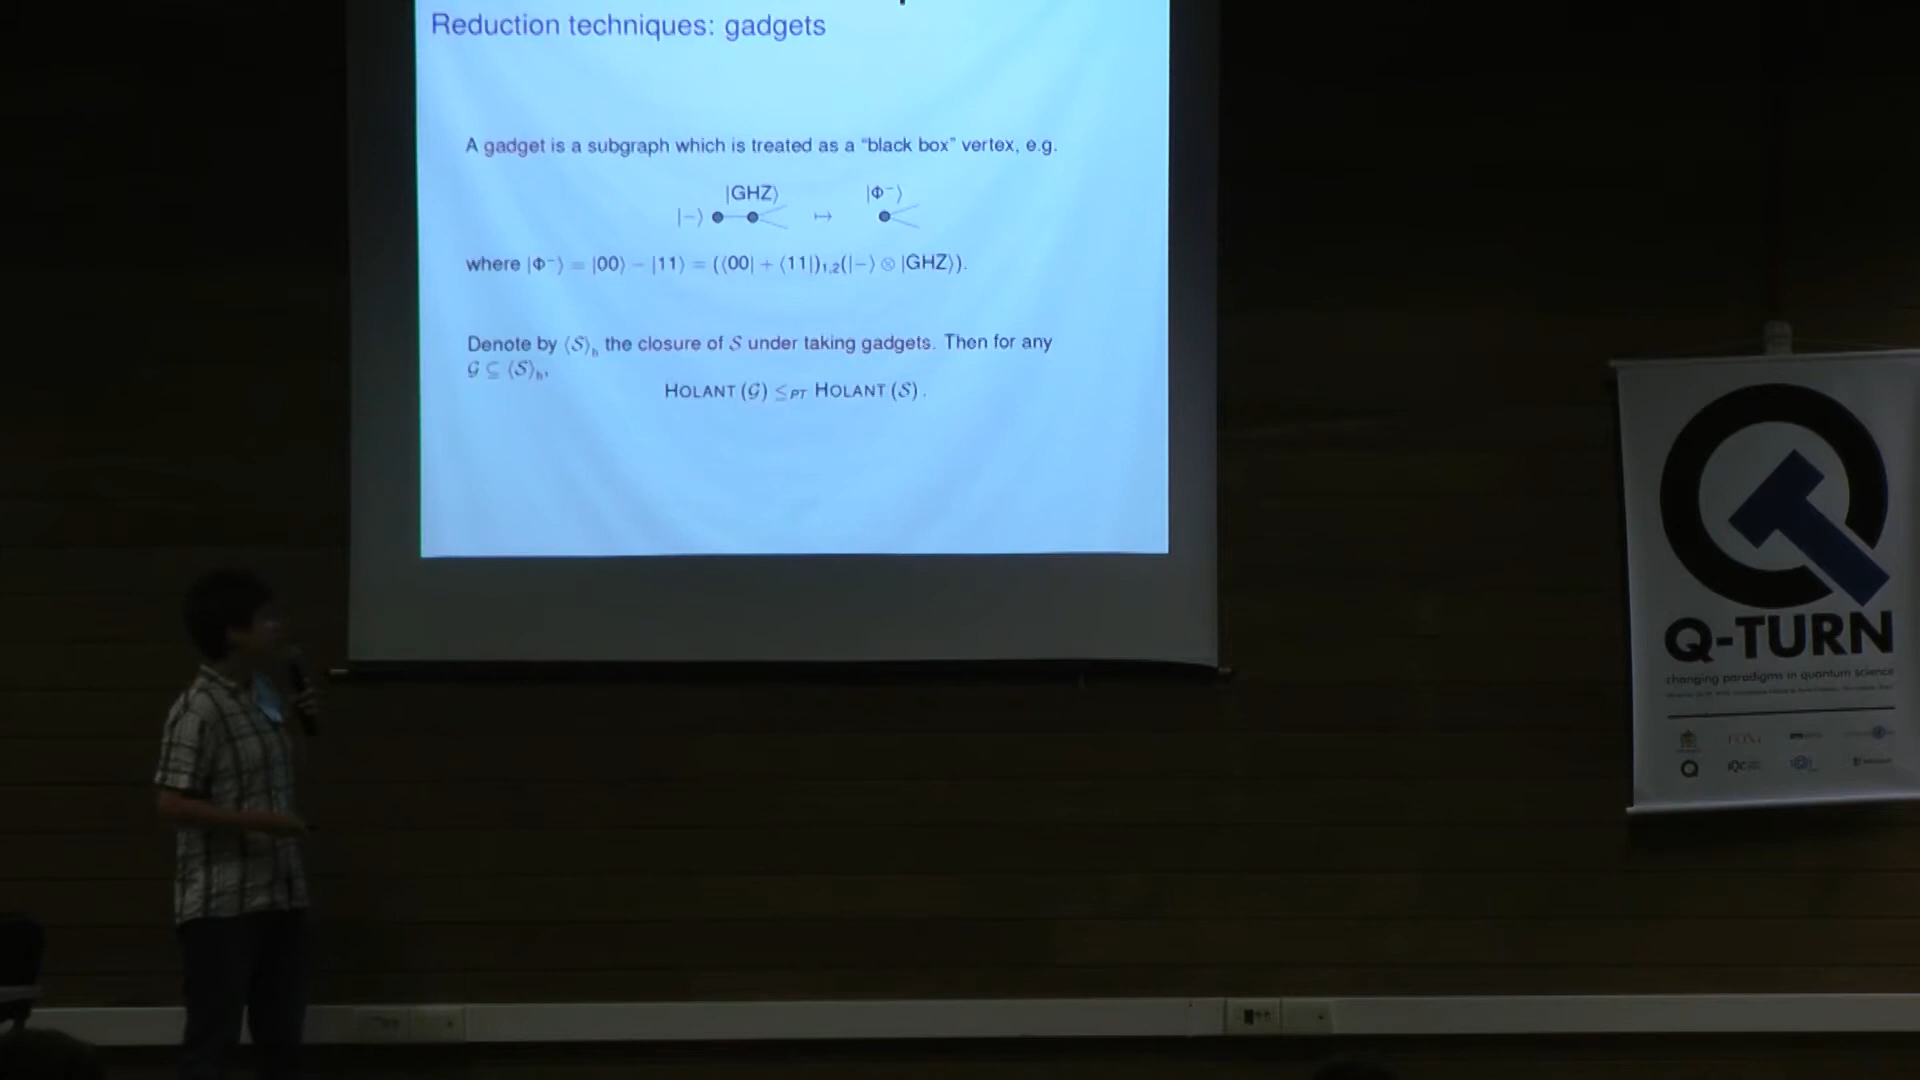 Reduction techniques: gadgets
A gadget is a subgraph which is treated as a “black box” vertex, e.g.
|GHZ⟩ |Φ⁻⟩
|−⟩ ↦
where |Φ⁻⟩ = |00⟩ − |11⟩ = (⟨00| + ⟨11|)₁,₂(|−⟩ ⊗ |GHZ⟩).
Denote by ⟨S⟩ₕ the closure of S under taking gadgets. Then for any
G ⊆ ⟨S⟩ₕ,
HOLANT (G) ≤PT HOLANT (S).
Q-TURN
changing paradigms in quantum science